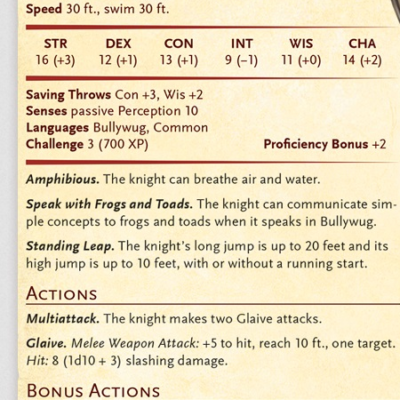 Speed 30 ft., swim 30 ft.
STR DEX CON INT WIS CHA
16 (+3) 12 (+1) 13 (+1) 9 (−1) 11 (+0) 14 (+2)
Saving Throws Con +3, Wis +2
Senses passive Perception 10
Languages Bullywug, Common
Challenge 3 (700 XP) Proficiency Bonus +2
Amphibious. The knight can breathe air and water.
Speak with Frogs and Toads. The knight can communicate sim-
ple concepts to frogs and toads when it speaks in Bullywug.
Standing Leap. The knight's long jump is up to 20 feet and its
high jump is up to 10 feet, with or without a running start.
Actions
Multiattack. The knight makes two Glaive attacks.
Glaive. Melee Weapon Attack: +5 to hit, reach 10 ft., one target.
Hit: 8 (1d10 + 3) slashing damage.
Bonus Actions